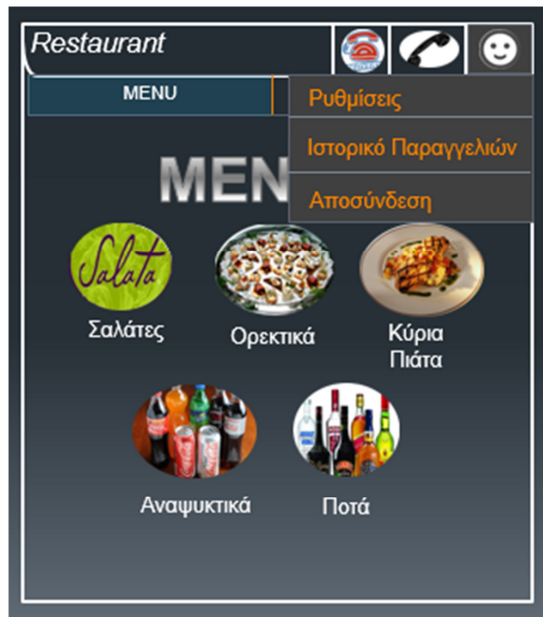 Restaurant
MENU
Ρυθμίσεις
Ιστορικό Παραγγελιών
Αποσύνδεση
MEN
Salata
Σαλάτες
Ορεκτικά
Κύρια
Πιάτα
Αναψυκτικά
Ποτά